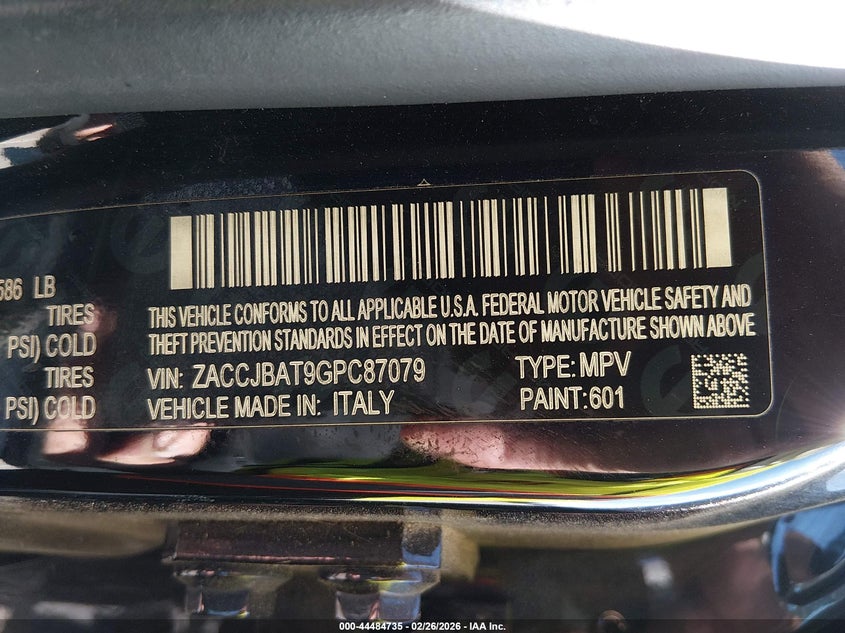 586 LB
TIRES
PSI) COLD
TIRES
PSI) COLD
THIS VEHICLE CONFORMS TO ALL APPLICABLE U.S.A. FEDERAL MOTOR VEHICLE SAFETY AND
THEFT PREVENTION STANDARDS IN EFFECT ON THE DATE OF MANUFACTURE SHOWN ABOVE
VIN: ZACCJBAT9GPC87079 TYPE: MPV
VEHICLE MADE IN: ITALY PAINT:601
000-44484735 - 02/26/2026 - IAA Inc.